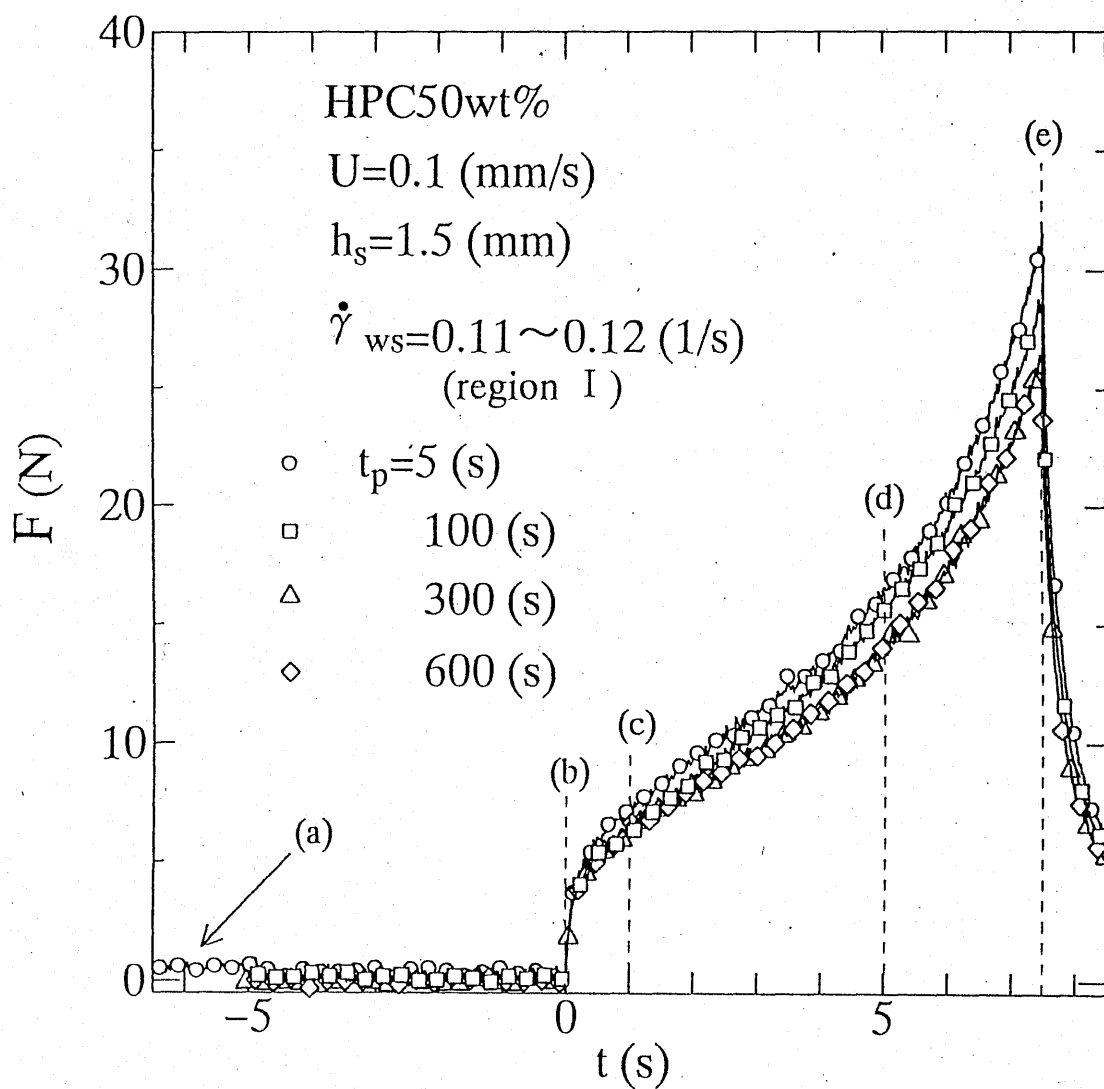 40
HPC50wt%
U=0.1 (mm/s)
hs=1.5 (mm)
γ̇ ws=0.11~0.12 (1/s)
(region I)
tp=5 (s)
100 (s)
300 (s)
600 (s)
(e)
30
(d)
20
(c)
(b)
10
(a)
0
F (N)
−5
0
5
t (s)